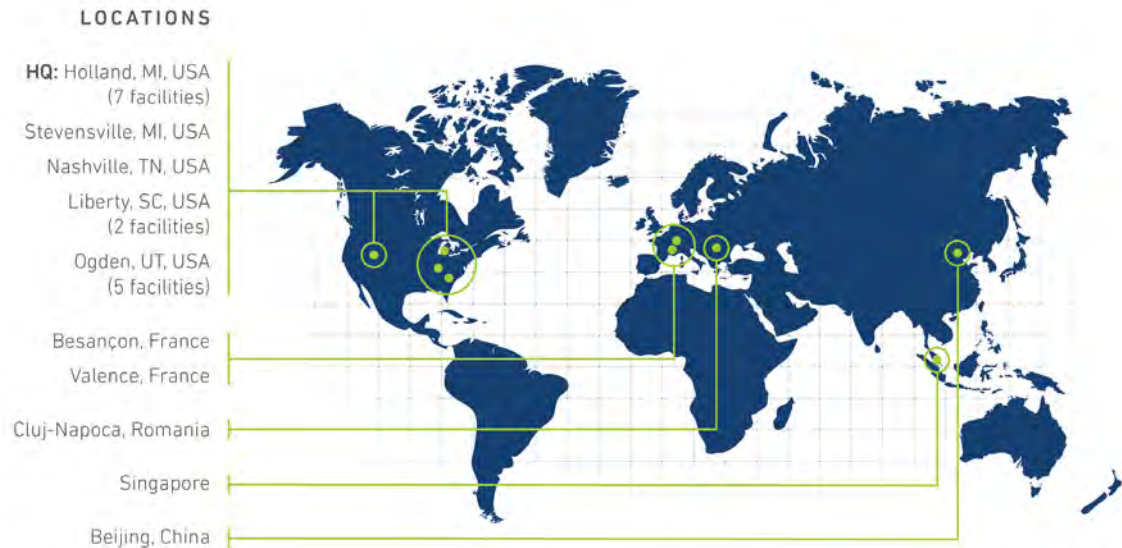 LOCATIONS
HQ: Holland, MI, USA
(7 facilities)
Stevensville, MI, USA
Nashville, TN, USA
Liberty, SC, USA
(2 facilities)
Ogden, UT, USA
(5 facilities)
Besançon, France
Valence, France
Cluj-Napoca, Romania
Singapore
Beijing, China